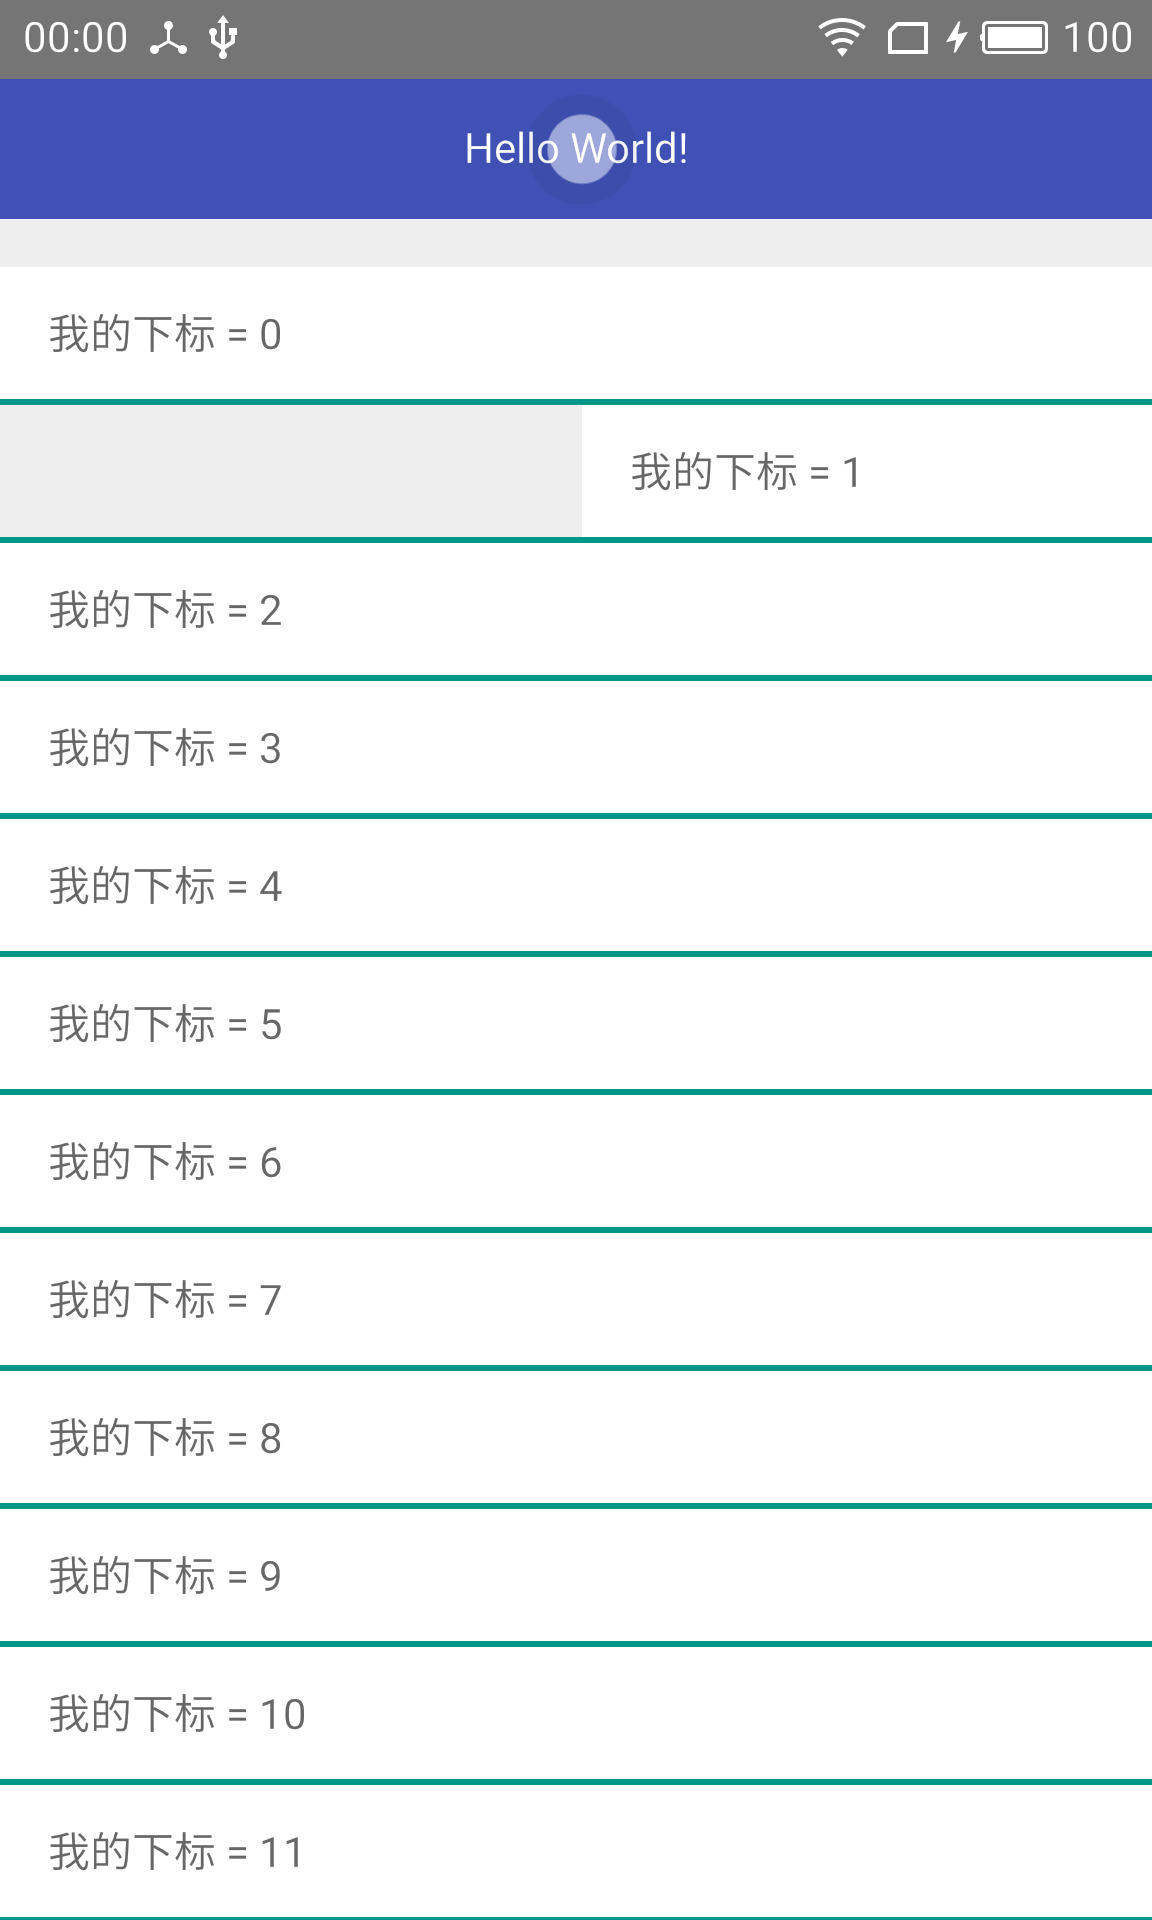 00:00 100
Hello World!
我的下标 = 0
我的下标 = 1
我的下标 = 2
我的下标 = 3
我的下标 = 4
我的下标 = 5
我的下标 = 6
我的下标 = 7
我的下标 = 8
我的下标 = 9
我的下标 = 10
我的下标 = 11